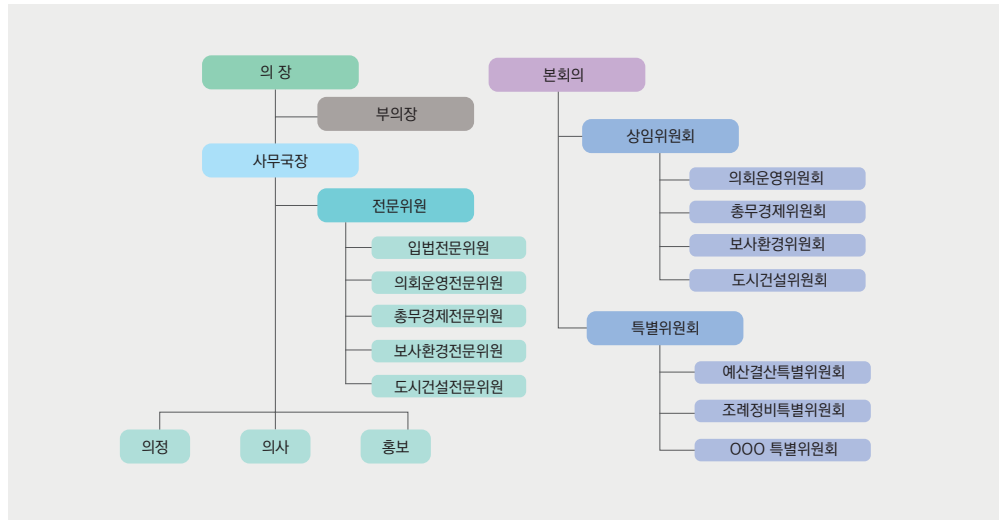 의 장
부의장
사무국장
전문위원
입법전문위원
의회운영전문위원
총무경제전문위원
보사환경전문위원
도시건설전문위원
의정
의사
홍보
본회의
상임위원회
의회운영위원회
총무경제위원회
보사환경위원회
도시건설위원회
특별위원회
예산결산특별위원회
조례정비특별위원회
OOO 특별위원회